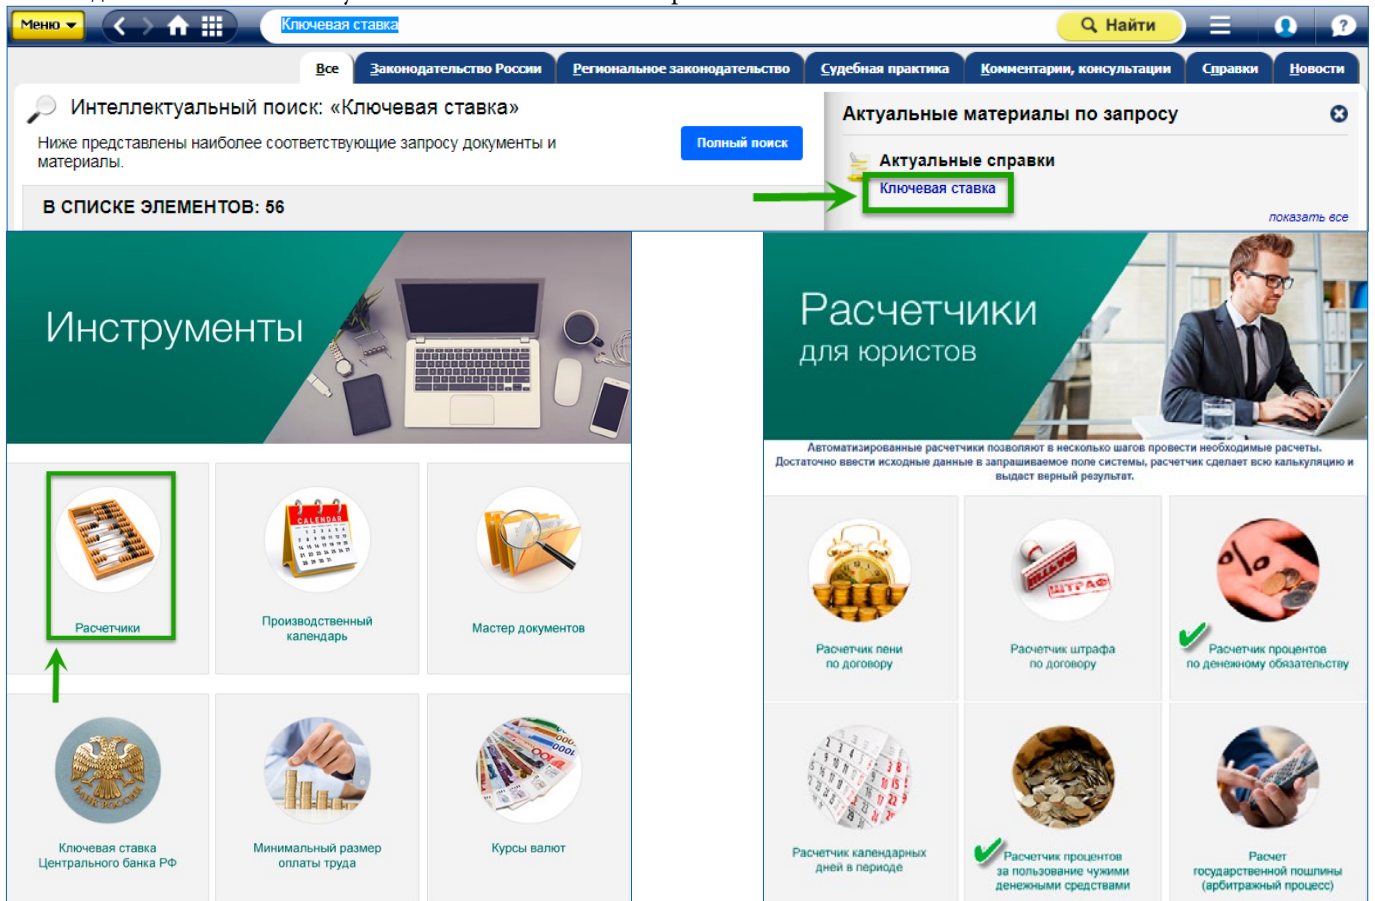 Меню
Ключевая ставка
Найти
Все
Законодательство России
Региональное законодательство
Судебная практика
Комментарии, консультации
Справки
Новости
Интеллектуальный поиск: «Ключевая ставка»
Ниже представлены наиболее соответствующие запросу документы и
материалы.
Полный поиск
В СПИСКЕ ЭЛЕМЕНТОВ: 56
Актуальные материалы по запросу
Актуальные справки
Ключевая ставка
показать все
Инструменты
Расчетчики
CALENDAR
Производственный
календарь
Мастер документов
БАНК РОССИИ
Ключевая ставка
Центрального банка РФ
Минимальный размер
оплаты труда
Курсы валют
Расчетчики
для юристов
Автоматизированные расчетчики позволяют в несколько шагов провести необходимые расчеты.
Достаточно ввести исходные данные в запрашиваемое поле системы, расчетчик сделает всю калькуляцию и
выдаст верный результат.
Расчетчик пени
по договору
ШТРАФ
Расчетчик штрафа
по договору
%
Расчетчик процентов
по денежному обязательству
Расчетчик календарных
дней в периоде
Расчетчик процентов
за пользование чужими
денежными средствами
Расчет
государственной пошлины
(арбитражный процесс)